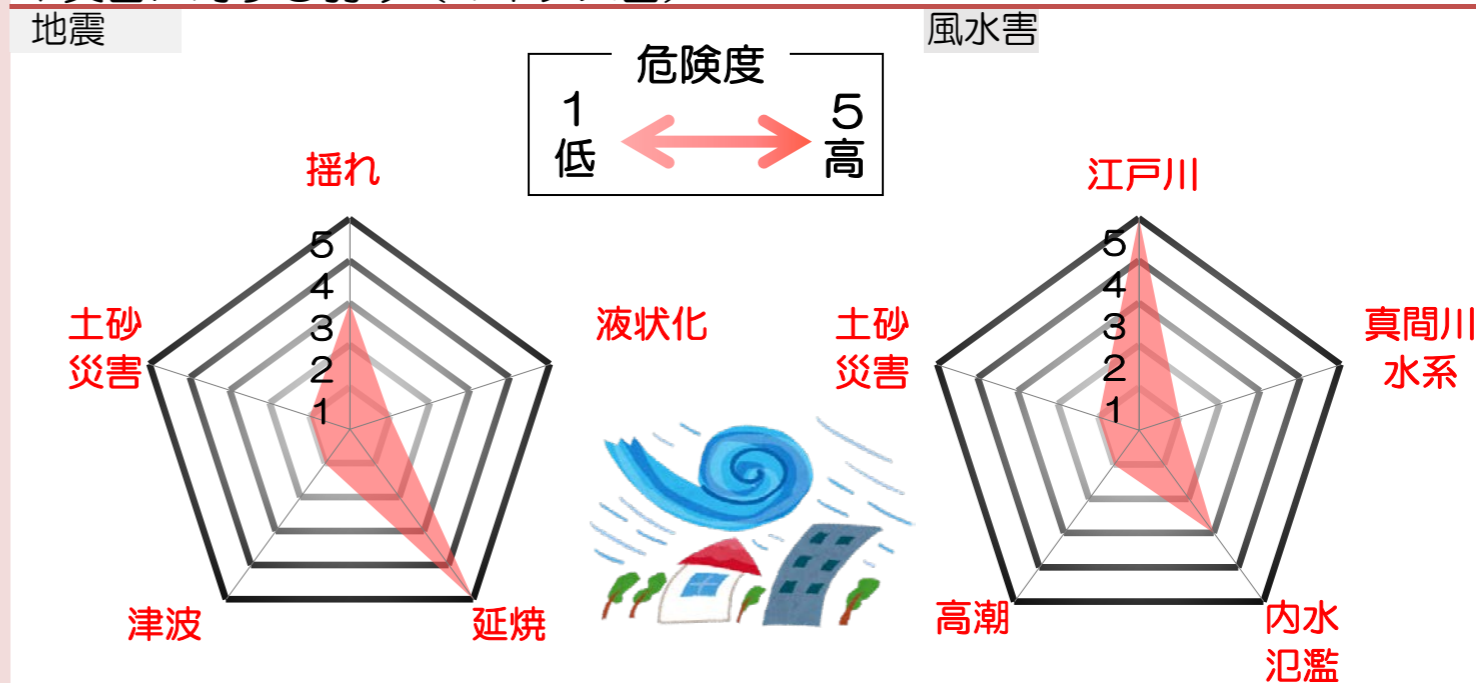 地震
風水害
危険度
1
低
5
高
揺れ
5
4
3
2
1
土砂
災害
液状化
津波
延焼
江戸川
5
4
3
2
1
土砂
災害
真間川
水系
高潮
内水
氾濫